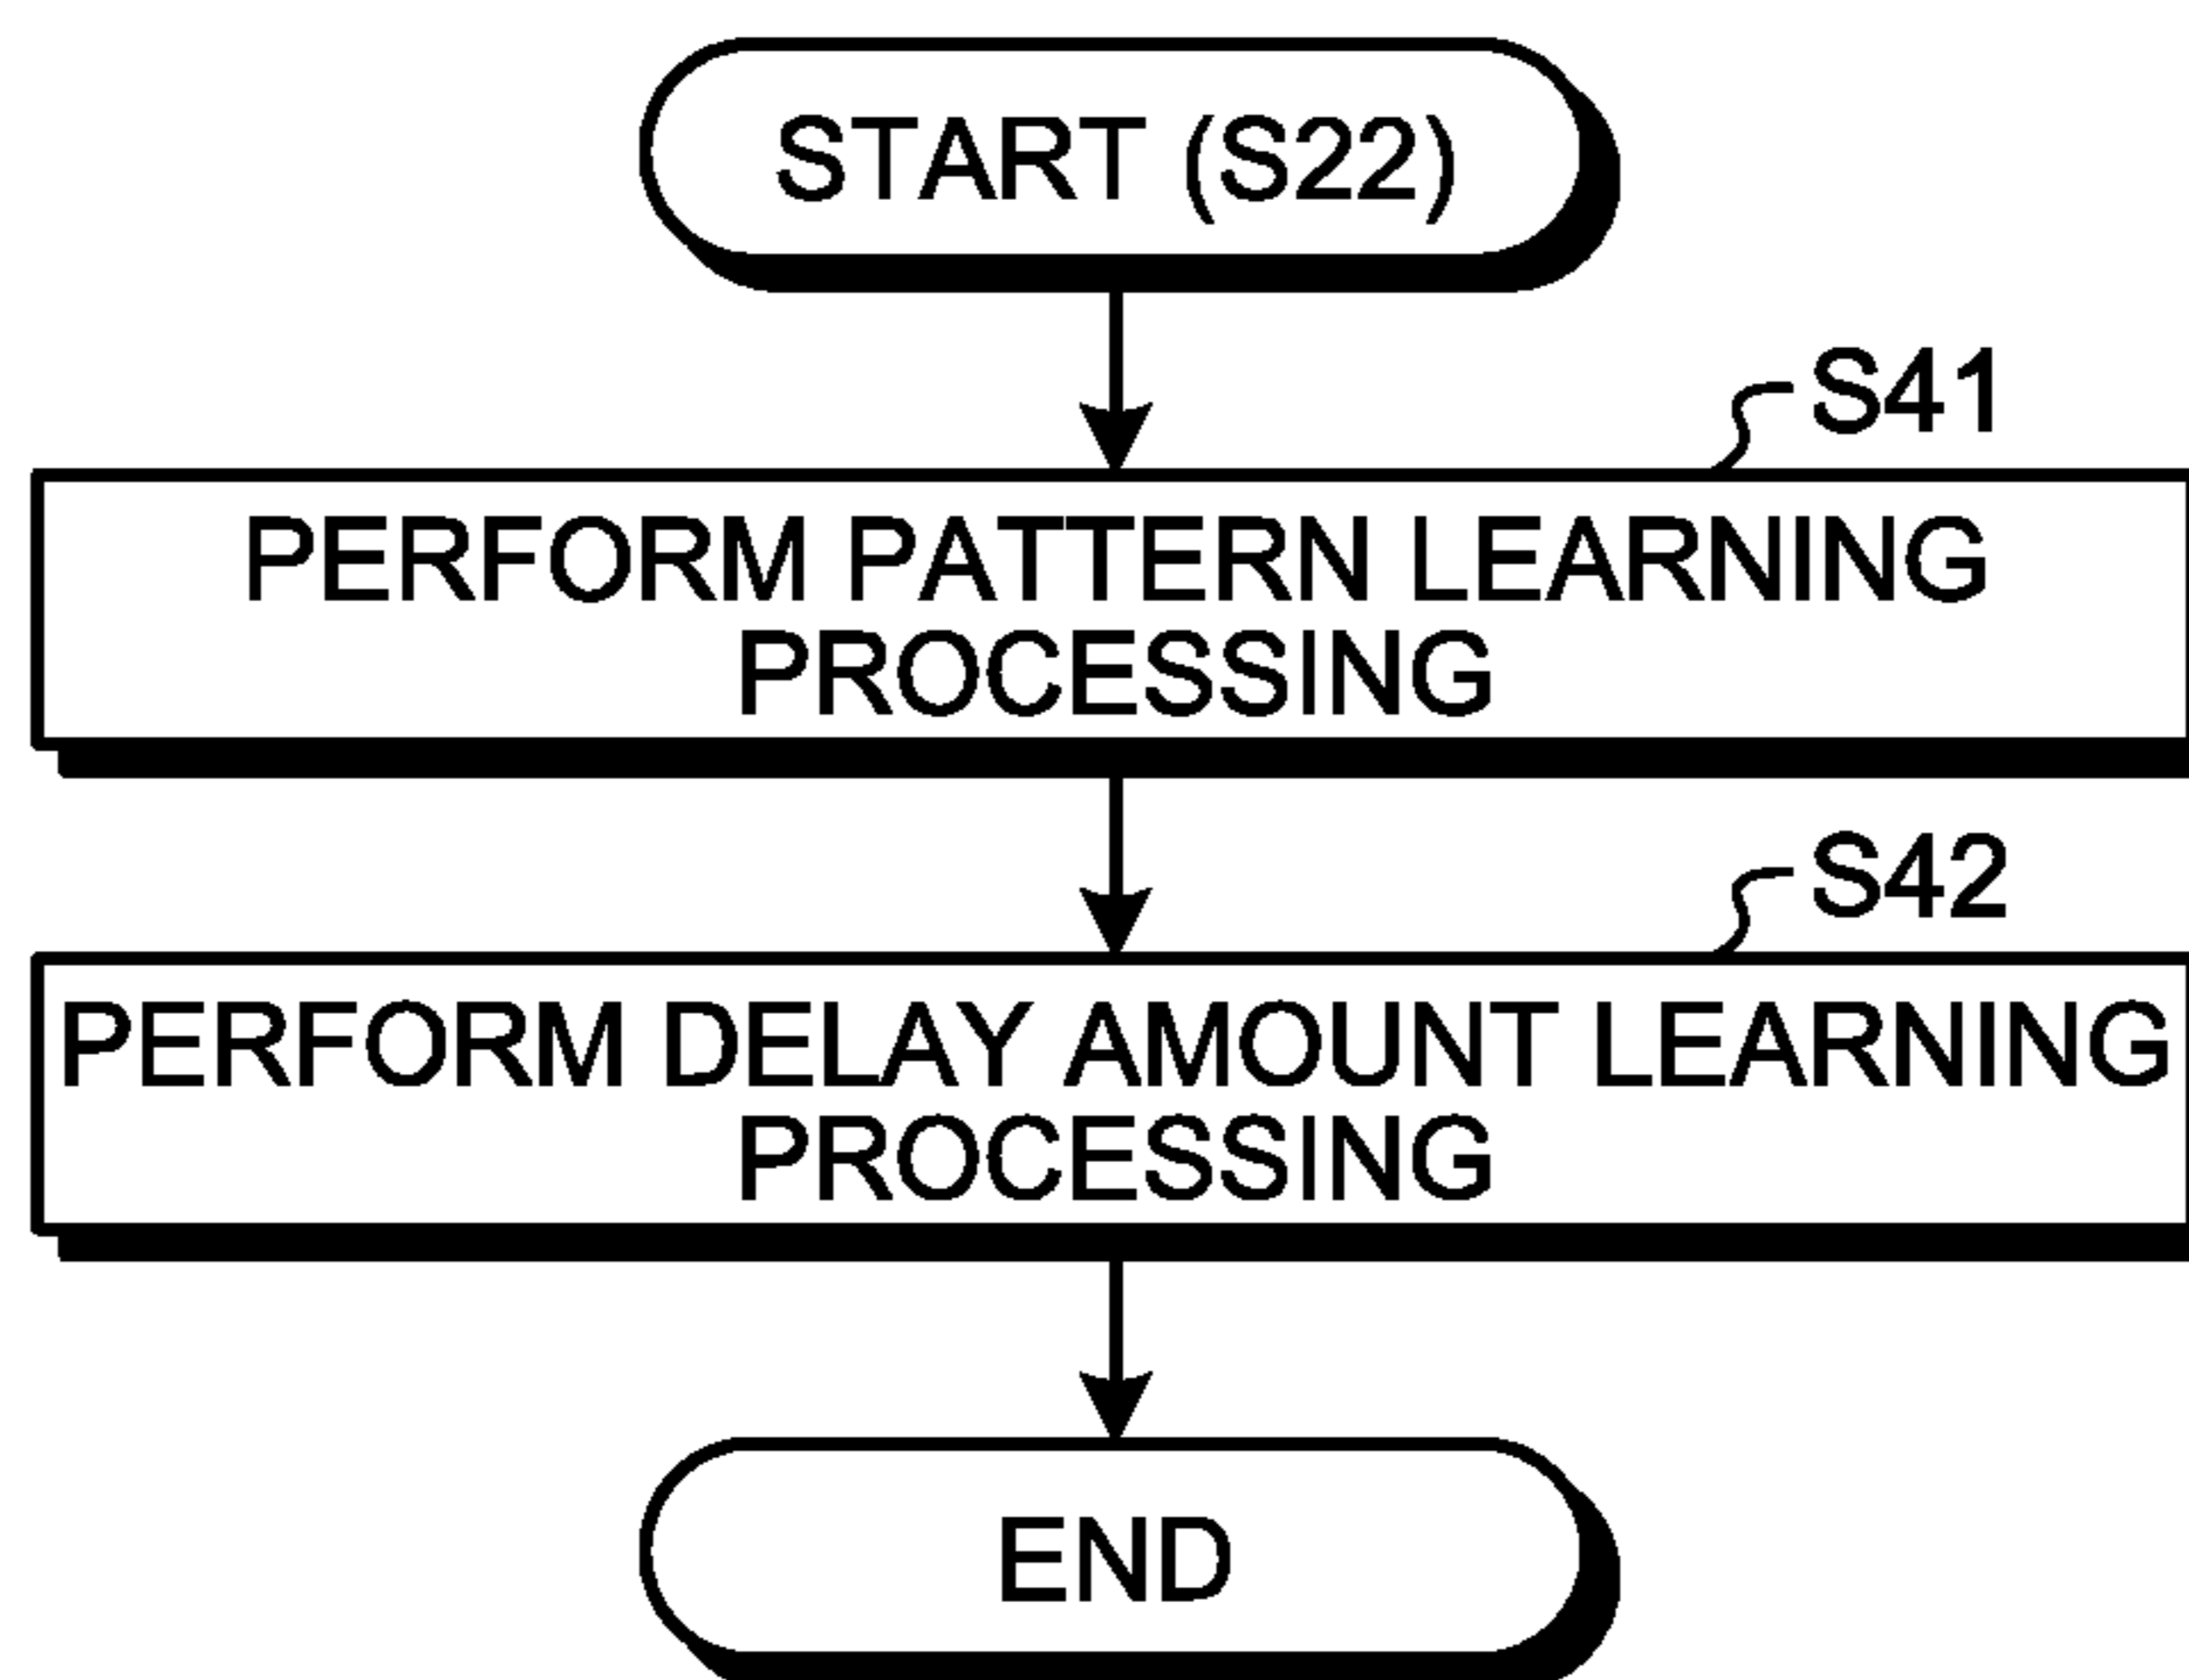 START (S22)
S41
PERFORM PATTERN LEARNING
PROCESSING
S42
PERFORM DELAY AMOUNT LEARNING
PROCESSING
END